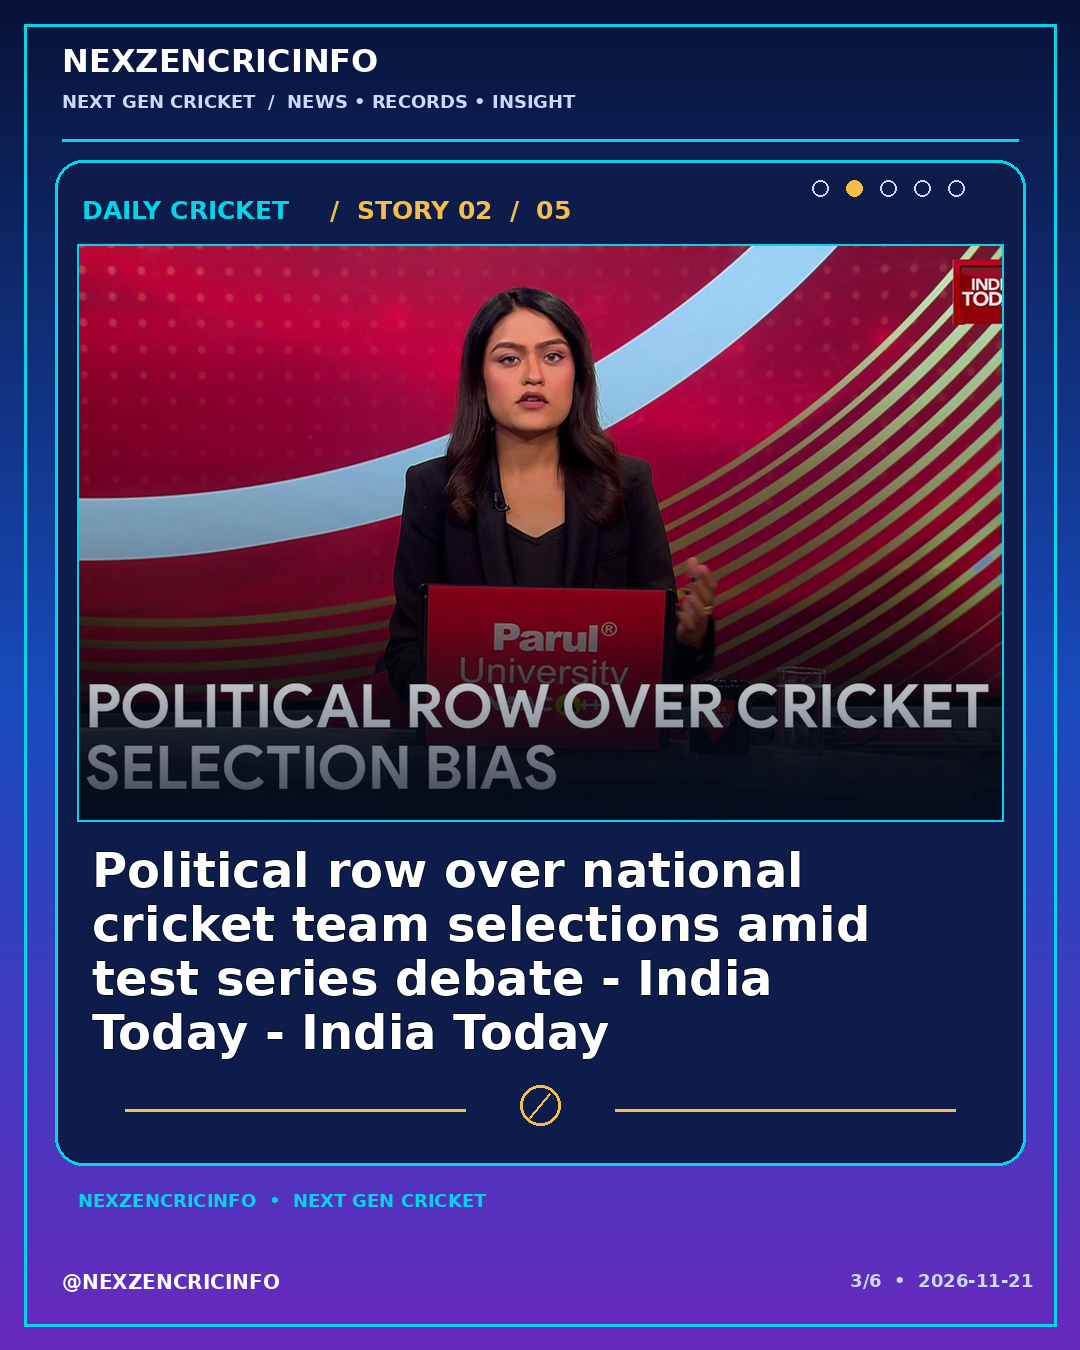 NEXZENCRICINFO
NEXT GEN CRICKET / NEWS • RECORDS • INSIGHT
DAILY CRICKET / STORY 02 / 05
INDI
TOD
Parul®
University
POLITICAL ROW OVER CRICKET
SELECTION BIAS
Political row over national
cricket team selections amid
test series debate - India
Today - India Today
NEXZENCRICINFO • NEXT GEN CRICKET
@NEXZENCRICINFO
3/6 • 2026-11-21